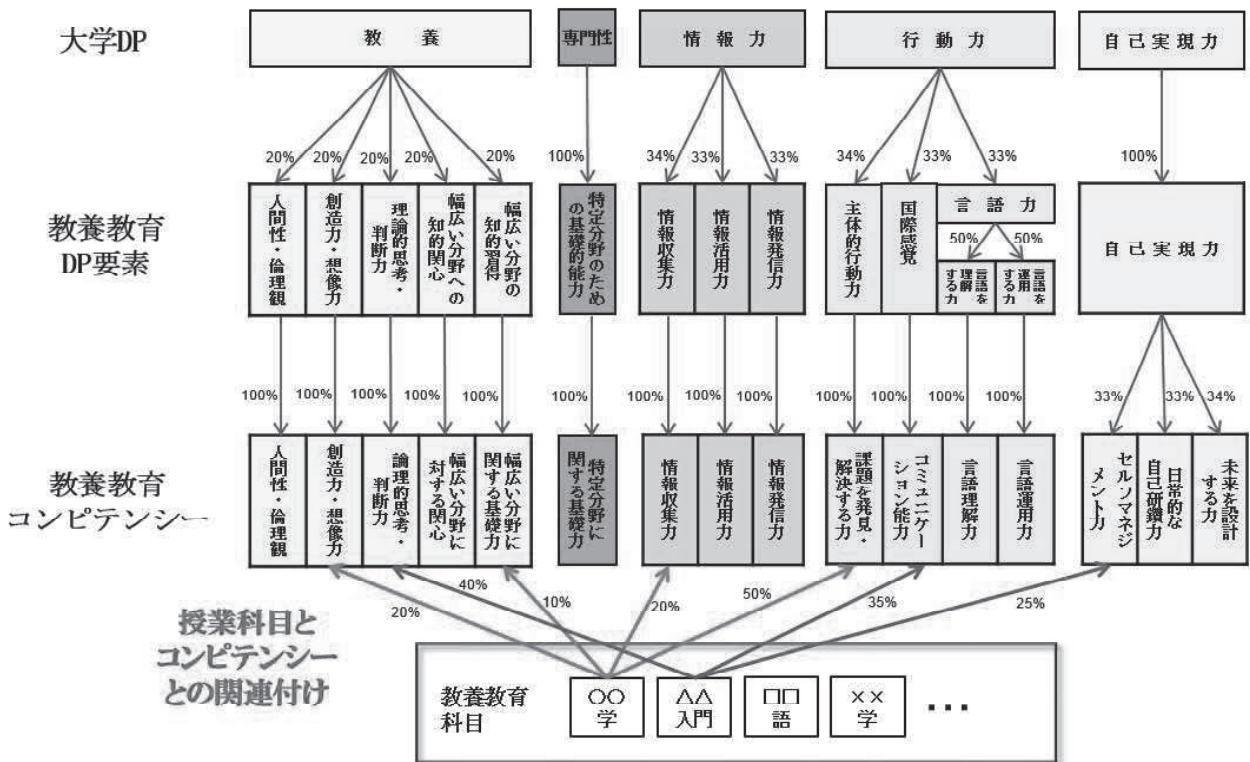 大学DP
教養
専門性
情報力
行動力
自己実現力
20%
20%
20%
20%
20%
100%
34%
33%
33%
34%
33%
33%
100%
教養教育
DP要素
人間性・倫理観
創造力・想像力
理論的思考・
判断力
幅広い分野への
知的関心
幅広い分野の
知的習得
特定分野のため
の基礎的能力
情報収集力
情報活用力
情報発信力
主体的行動力
国際感覚
言語力
50%
50%
言語を
理解
する力
言語を
運用
する力
自己実現力
100%
100%
100%
100%
100%
100%
100%
100%
100%
100%
100%
100%
100%
33%
33%
34%
教養教育
コンピテンシー
人間性・倫理観
創造力・想像力
論理的思考・
判断力
幅広い分野に
対する関心
幅広い分野に
関する基礎力
特定分野に
関する基礎力
情報収集力
情報活用力
情報発信力
課題を発見・
解決する力
コミュニケー
ション能力
言語理解力
言語運用力
セルフマネジ
メント力
日常的な
自己研鑽力
未来を設計
する力
20%
40%
10%
20%
50%
35%
25%
授業科目と
コンピテンシー
との関連付け
教養教育
科目
○○
学
△△
入門
□□
語
××
学
・・・